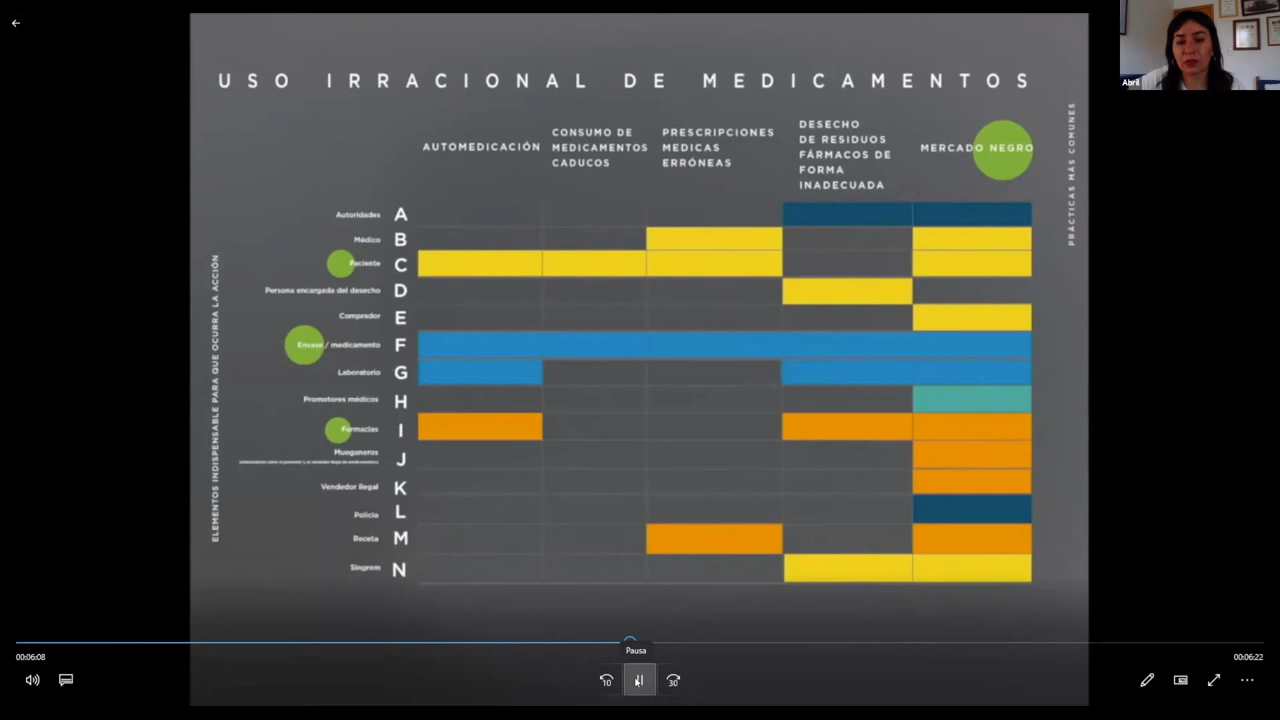 Abril
USO IRRACIONAL DE MEDICAMENTOS
AUTOMEDICACIÓN
CONSUMO DE
MEDICAMENTOS
CADUCOS
PRESCRIPCIONES
MEDICAS
ERRÓNEAS
DESECHO
DE RESIDUOS
FÁRMACOS DE
FORMA
INADECUADA
MERCADO NEGRO
PRÁCTICAS MÁS COMUNES
ELEMENTOS INDISPENSABLE PARA QUE OCURRA LA ACCIÓN
Autoridades A
Médico B
Paciente C
Persona encargada del desecho D
Comprador E
Envase / medicamento F
Laboratorio G
Promotores médicos H
Farmacias I
Mueganeros J
Vendedor ilegal K
Policía L
Receta M
Singrem N
Pausa
00:06:08
00:06:22
10
30